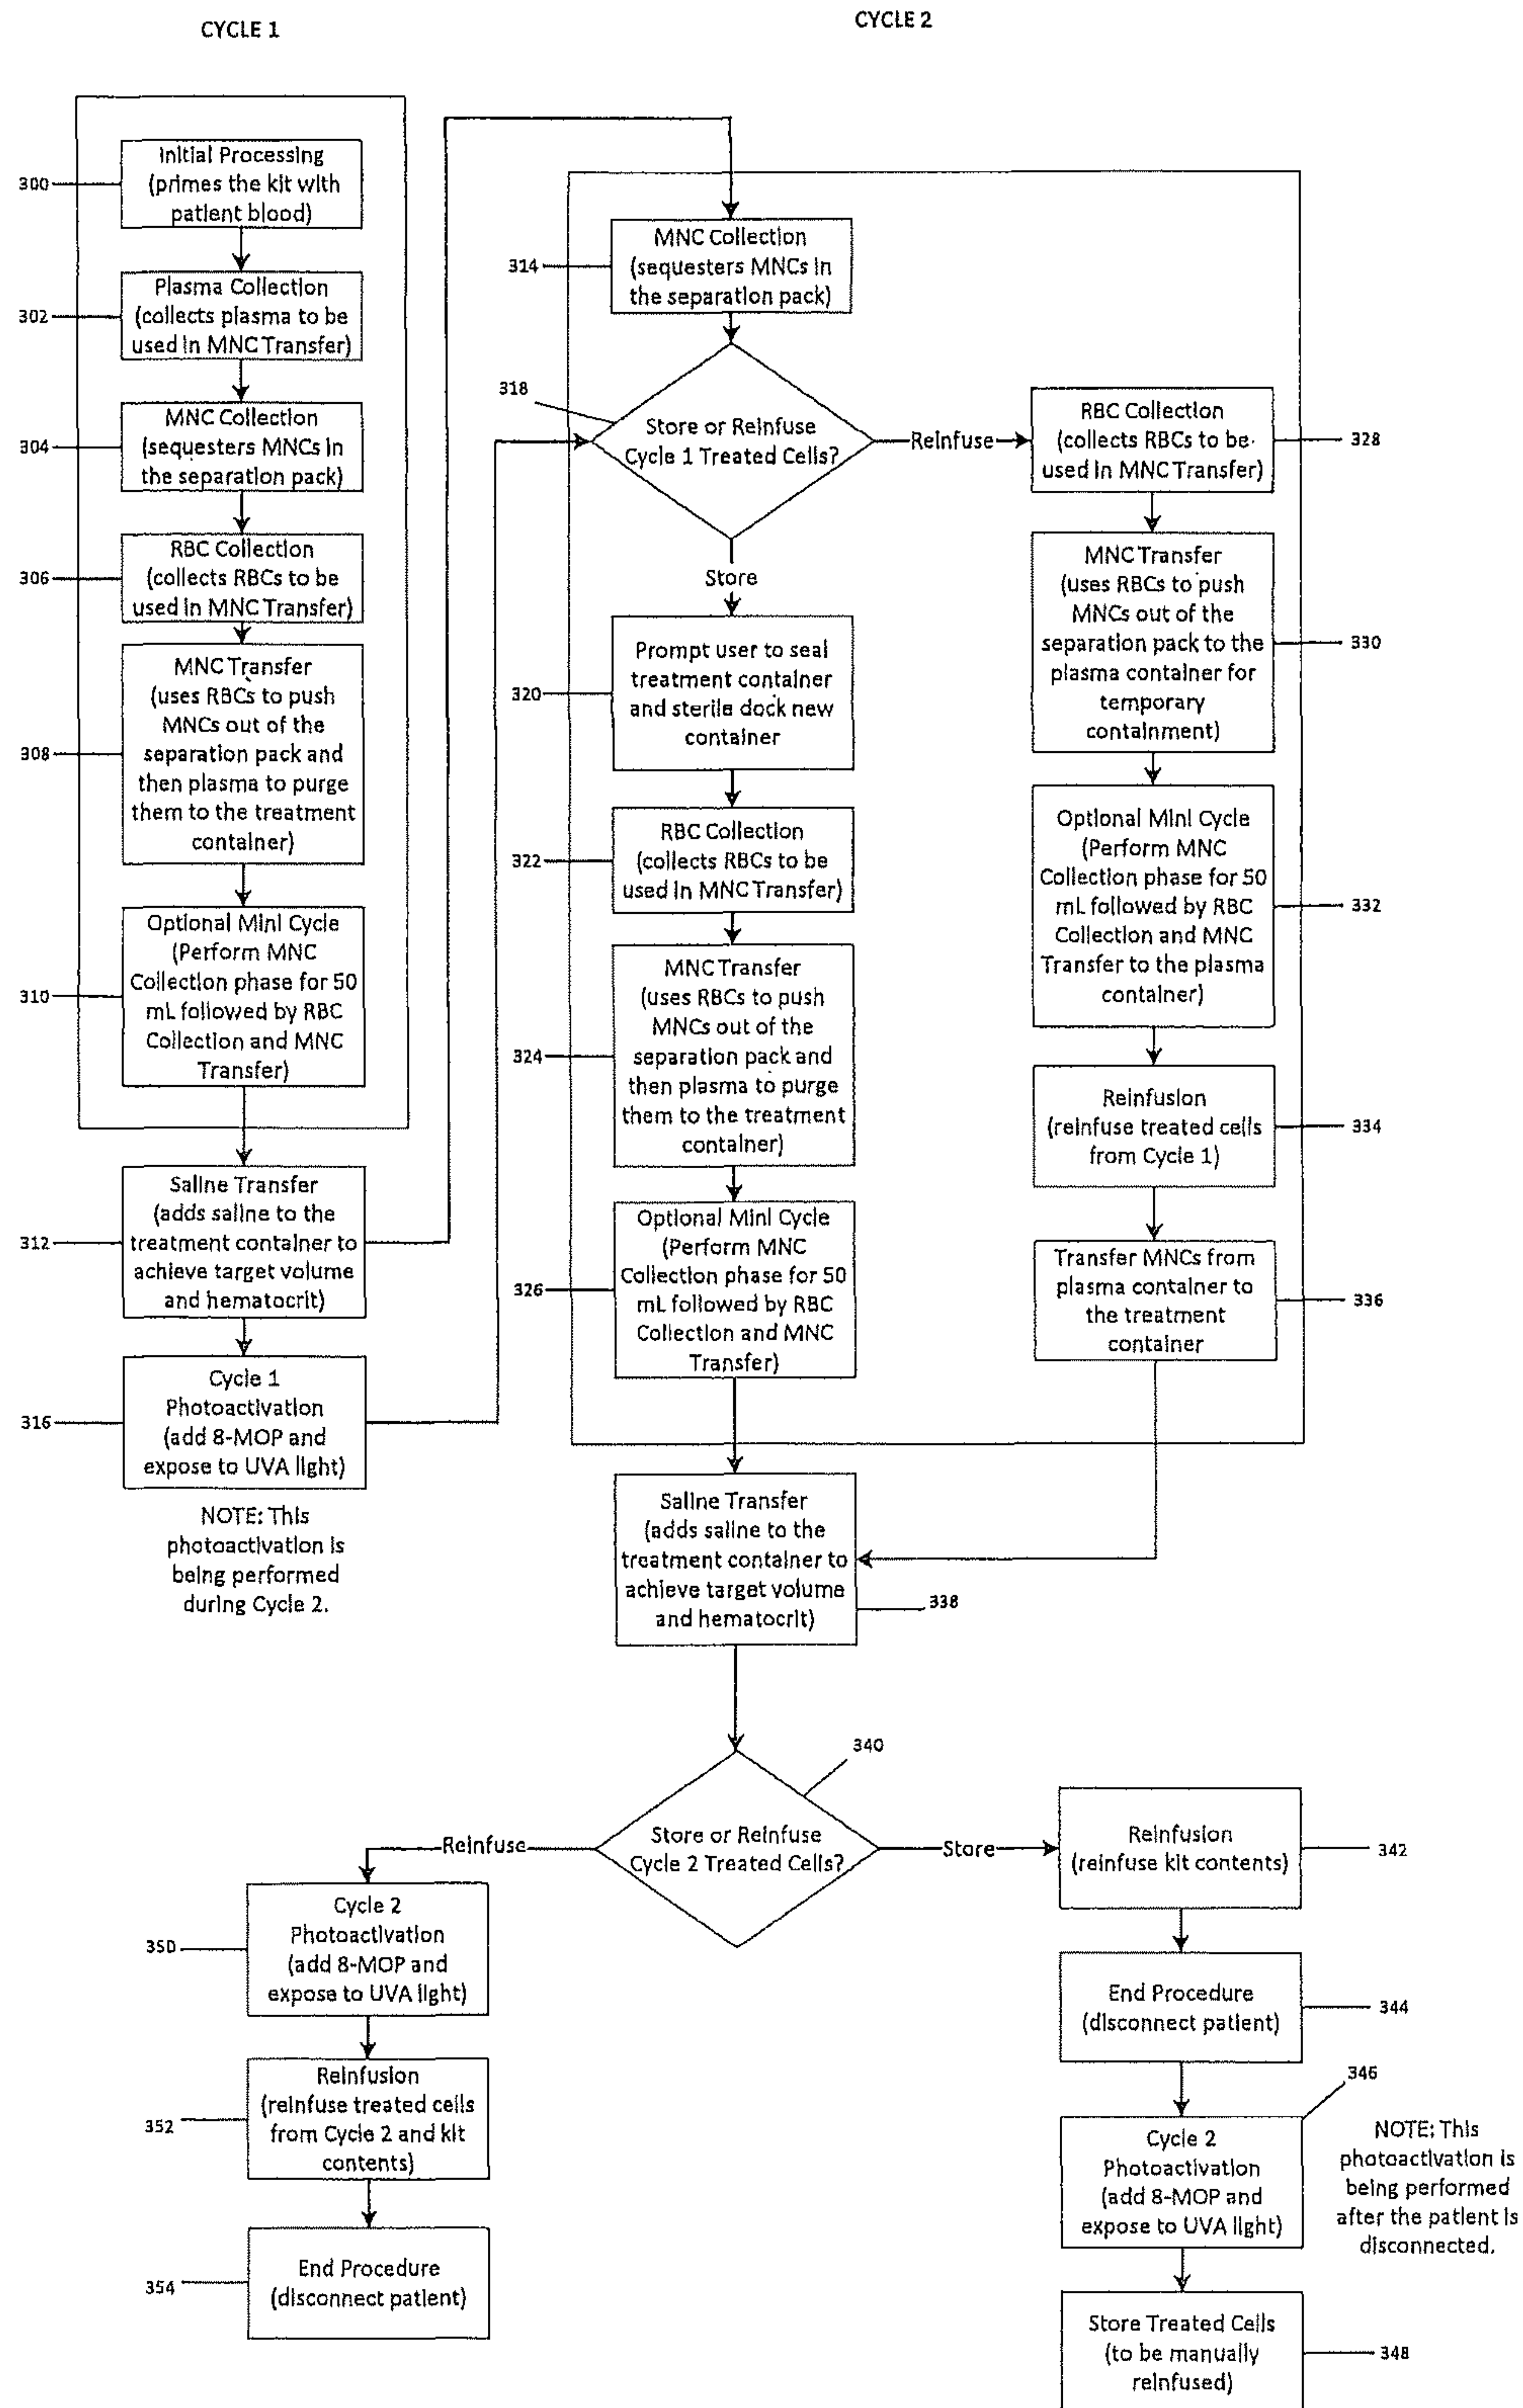 CYCLE 1
CYCLE 2
300
Initial Processing
(primes the kit with
patient blood)
302
Plasma Collection
(collects plasma to be
used in MNC Transfer)
304
MNC Collection
(sequesters MNCs in
the separation pack)
306
RBC Collection
(collects RBCs to be
used in MNC Transfer)
308
MNC Transfer
(uses RBCs to push
MNCs out of the
separation pack and
then plasma to purge
them to the treatment
container)
310
Optional Mini Cycle
(Perform MNC
Collection phase for 50
mL followed by RBC
Collection and MNC
Transfer)
312
Saline Transfer
(adds saline to the
treatment container to
achieve target volume
and hematocrit)
316
Cycle 1
Photoactivation
(add 8-MOP and
expose to UVA light)
NOTE: This
photoactivation is
being performed
during Cycle 2.
314
MNC Collection
(sequesters MNCs in
the separation pack)
318
Store or Reinfuse
Cycle 1 Treated Cells?
Reinfuse
Store
320
Prompt user to seal
treatment container
and sterile dock new
container
322
RBC Collection
(collects RBCs to be
used in MNC Transfer)
324
MNC Transfer
(uses RBCs to push
MNCs out of the
separation pack and
then plasma to purge
them to the treatment
container)
326
Optional Mini Cycle
(Perform MNC
Collection phase for 50
mL followed by RBC
Collection and MNC
Transfer)
RBC Collection
(collects RBCs to be
used in MNC Transfer)
328
MNC Transfer
(uses RBCs to push
MNCs out of the
separation pack to the
plasma container for
temporary
containment)
330
Optional Mini Cycle
(Perform MNC
Collection phase for 50
mL followed by RBC
Collection and MNC
Transfer to the plasma
container)
332
Reinfusion
(reinfuse treated cells
from Cycle 1)
334
Transfer MNCs from
plasma container to
the treatment
container
336
Saline Transfer
(adds saline to the
treatment container to
achieve target volume
and hematocrit)
338
340
Store or Reinfuse
Cycle 2 Treated Cells?
Reinfuse
Store
350
Cycle 2
Photoactivation
(add 8-MOP and
expose to UVA light)
352
Reinfusion
(reinfuse treated cells
from Cycle 2 and kit
contents)
354
End Procedure
(disconnect patient)
Reinfusion
(reinfuse kit contents)
342
End Procedure
(disconnect patient)
344
346
Cycle 2
Photoactivation
(add 8-MOP and
expose to UVA light)
NOTE: This
photoactivation is
being performed
after the patient is
disconnected.
Store Treated Cells
(to be manually
reinfused)
348